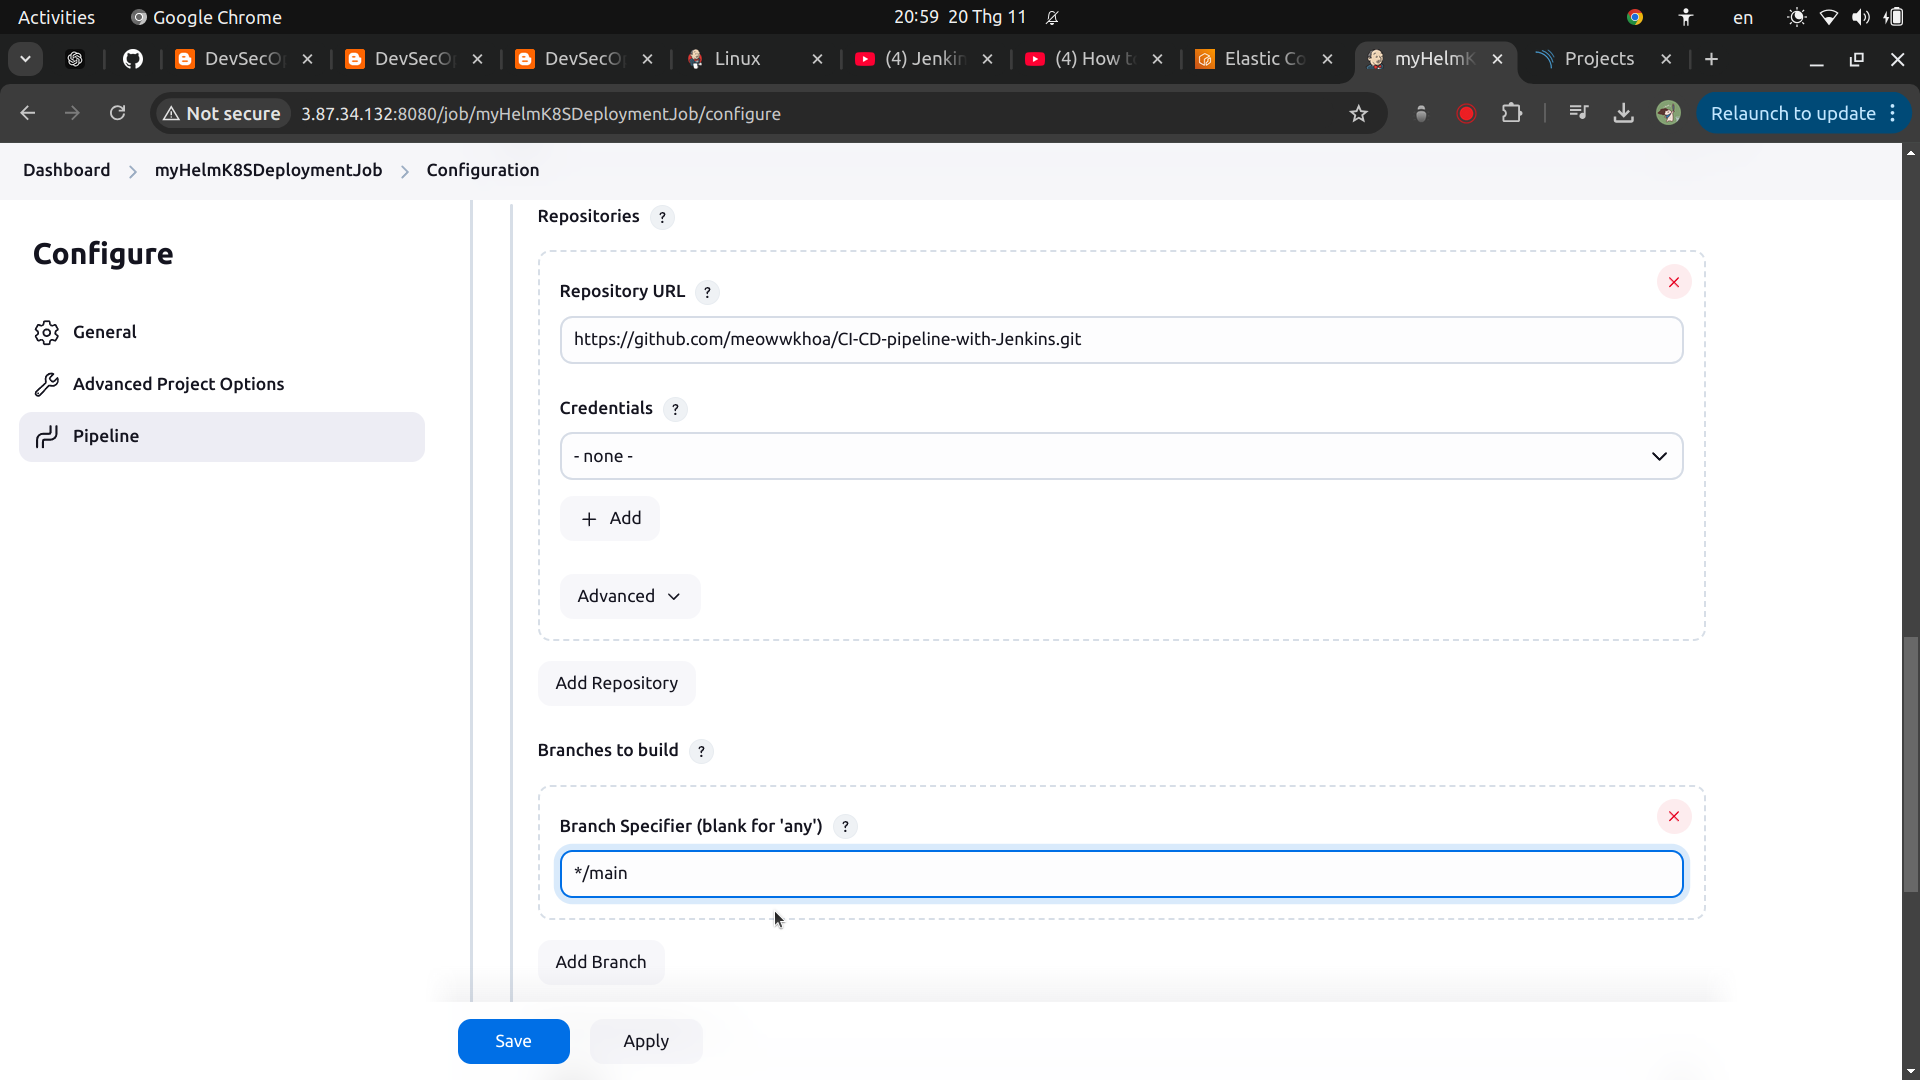 Activities Google Chrome 20:59 20 Thg 11 en
DevSecO DevSecOp DevSecO Linux (4) Jenkin (4) How to Elastic Co myHelmK Projects
Not secure 3.87.34.132:8080/job/myHelmK8SDeploymentJob/configure Relaunch to update
Dashboard myHelmK8SDeploymentJob Configuration
Configure
General
Advanced Project Options
Pipeline
Repositories ?
Repository URL ?
https://github.com/meowwkhoa/CI-CD-pipeline-with-Jenkins.git
Credentials ?
- none -
+ Add
Advanced
Add Repository
Branches to build ?
Branch Specifier (blank for 'any') ?
*/main
Add Branch
Save Apply